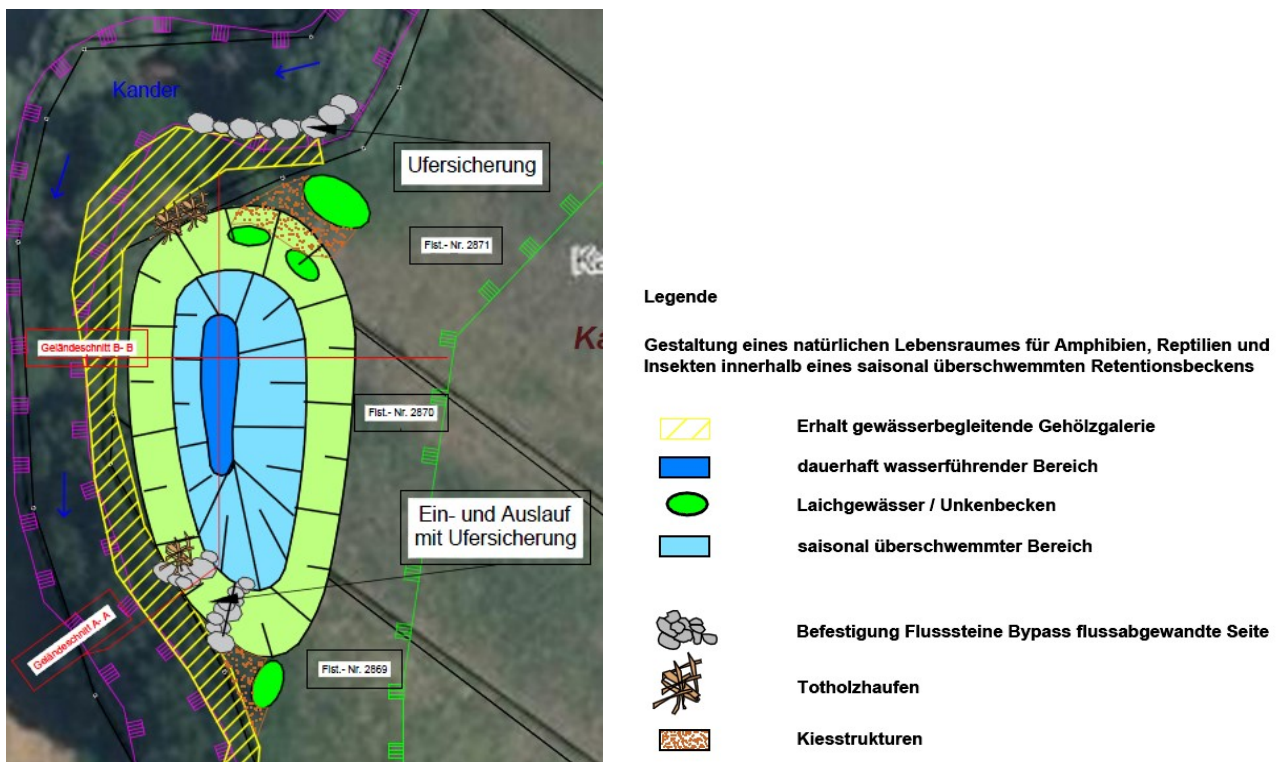 Kander
Ufersicherung
Flst.- Nr. 2871
Geländeschnitt B- B
Flst.- Nr. 2870
Ein- und Auslauf
mit Ufersicherung
Geländeschnitt A- A
Flst.- Nr. 2869
Ka
Ka
Legende
Gestaltung eines natürlichen Lebensraumes für Amphibien, Reptilien und
Insekten innerhalb eines saisonal überschwemmten Retentionsbeckens
Erhalt gewässerbegleitende Gehölzgalerie
dauerhaft wasserführender Bereich
Laichgewässer / Unkenbecken
saisonal überschwemmter Bereich
Befestigung Flusssteine Bypass flussabgewandte Seite
Totholzhaufen
Kiesstrukturen